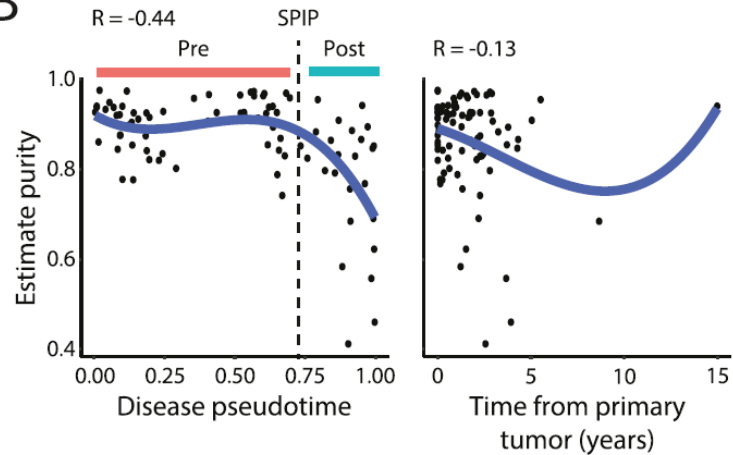 R = -0.44
SPIP
Pre
Post
R = -0.13
Estimate purity
1.0
0.8
0.6
0.4
0.00 0.25 0.50 0.75 1.00
Disease pseudotime
0 5 10 15
Time from primary
tumor (years)